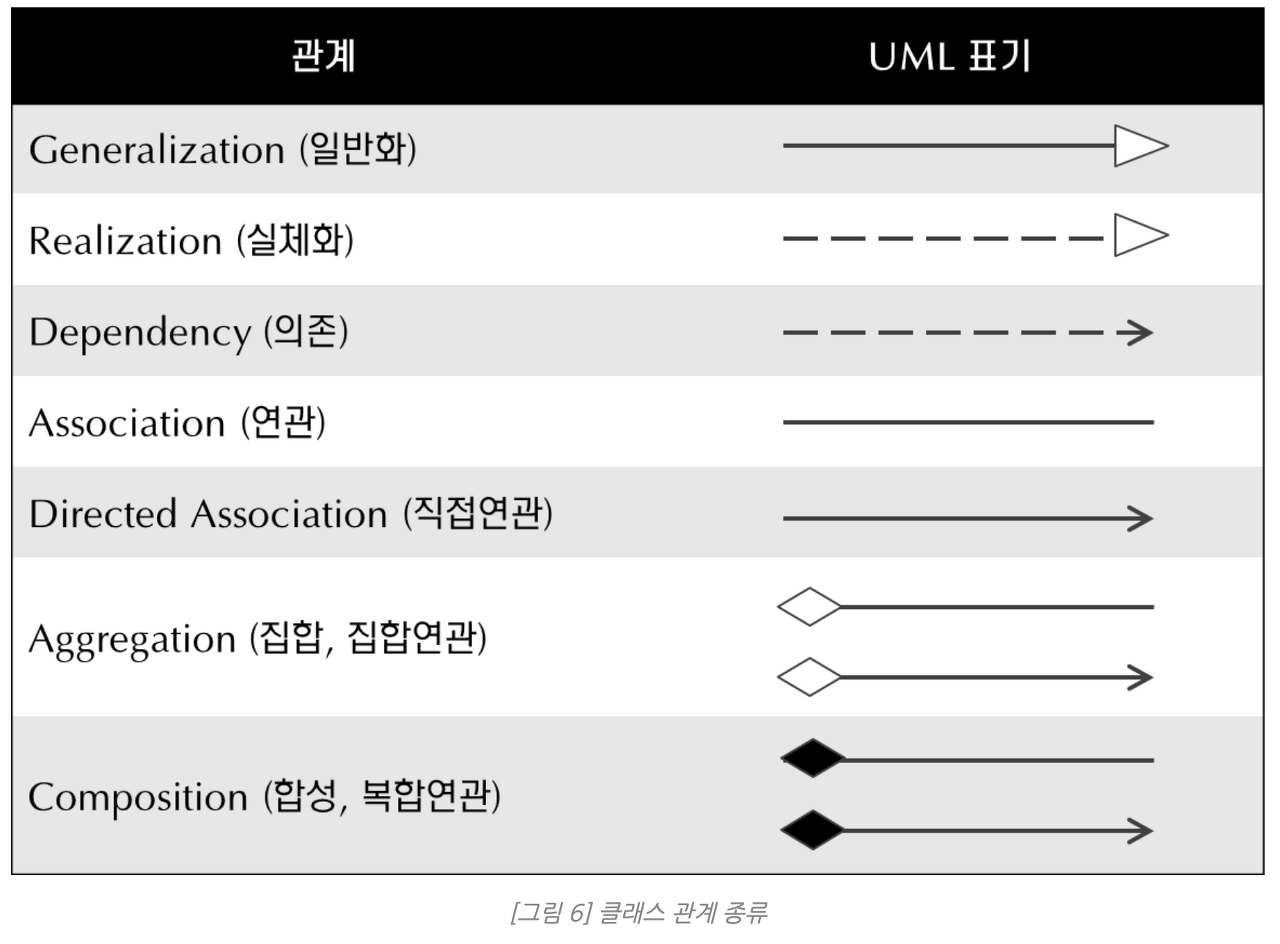 관계
UML 표기
Generalization (일반화)
Realization (실체화)
Dependency (의존)
Association (연관)
Directed Association (직접연관)
Aggregation (집합, 집합연관)
Composition (합성, 복합연관)
[그림 6] 클래스 관계 종류